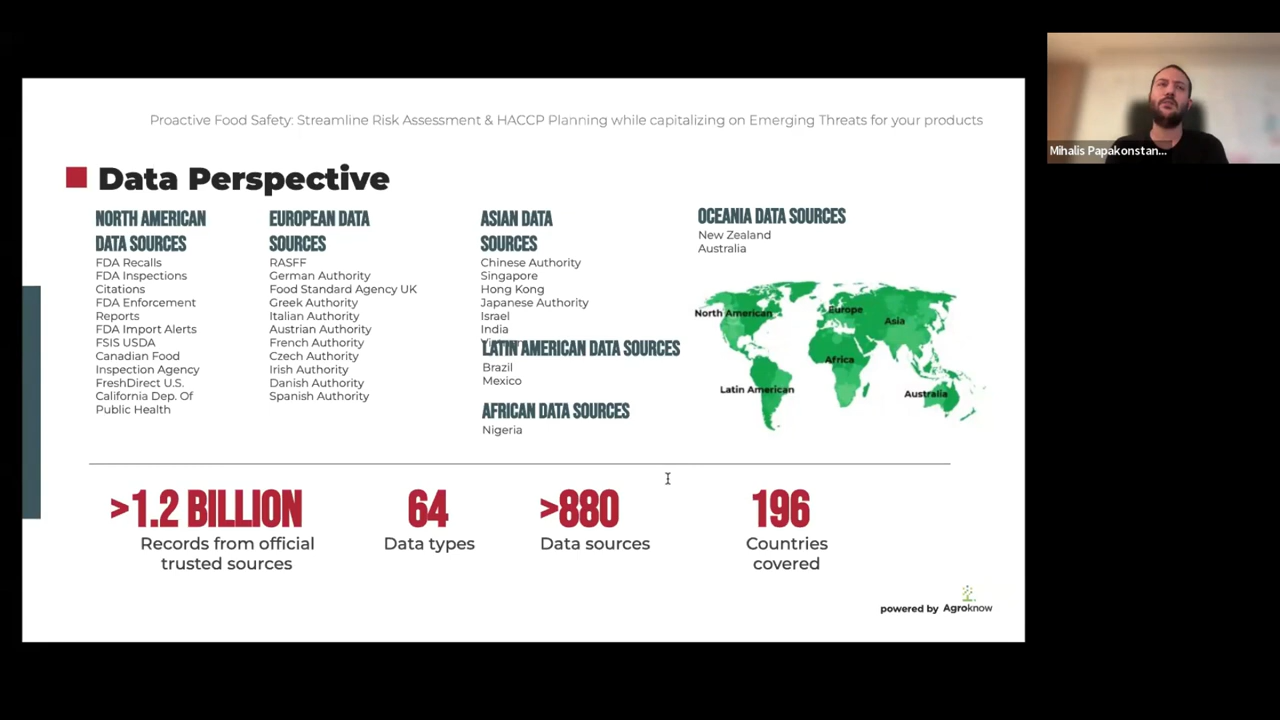 Proactive Food Safety: Streamline Risk Assessment & HACCP Planning while capitalizing on Emerging Threats for your products
Data Perspective
NORTH AMERICAN
DATA SOURCES
FDA Recalls
FDA Inspections
Citations
FDA Enforcement
Reports
FDA Import Alerts
FSIS USDA
Canadian Food
Inspection Agency
FreshDirect U.S.
California Dep. Of
Public Health
EUROPEAN DATA
SOURCES
RASFF
German Authority
Food Standard Agency UK
Greek Authority
Italian Authority
Austrian Authority
French Authority
Czech Authority
Irish Authority
Danish Authority
Spanish Authority
ASIAN DATA
SOURCES
Chinese Authority
Singapore
Hong Kong
Japanese Authority
Israel
India
LATIN AMERICAN DATA SOURCES
Brazil
Mexico
AFRICAN DATA SOURCES
Nigeria
OCEANIA DATA SOURCES
New Zealand
Australia
North American
Europe
Asia
Africa
Latin American
Australia
>1.2 BILLION
Records from official
trusted sources
64
Data types
>880
Data sources
196
Countries
covered
powered by Agroknow
Mihalis Papakonstan...